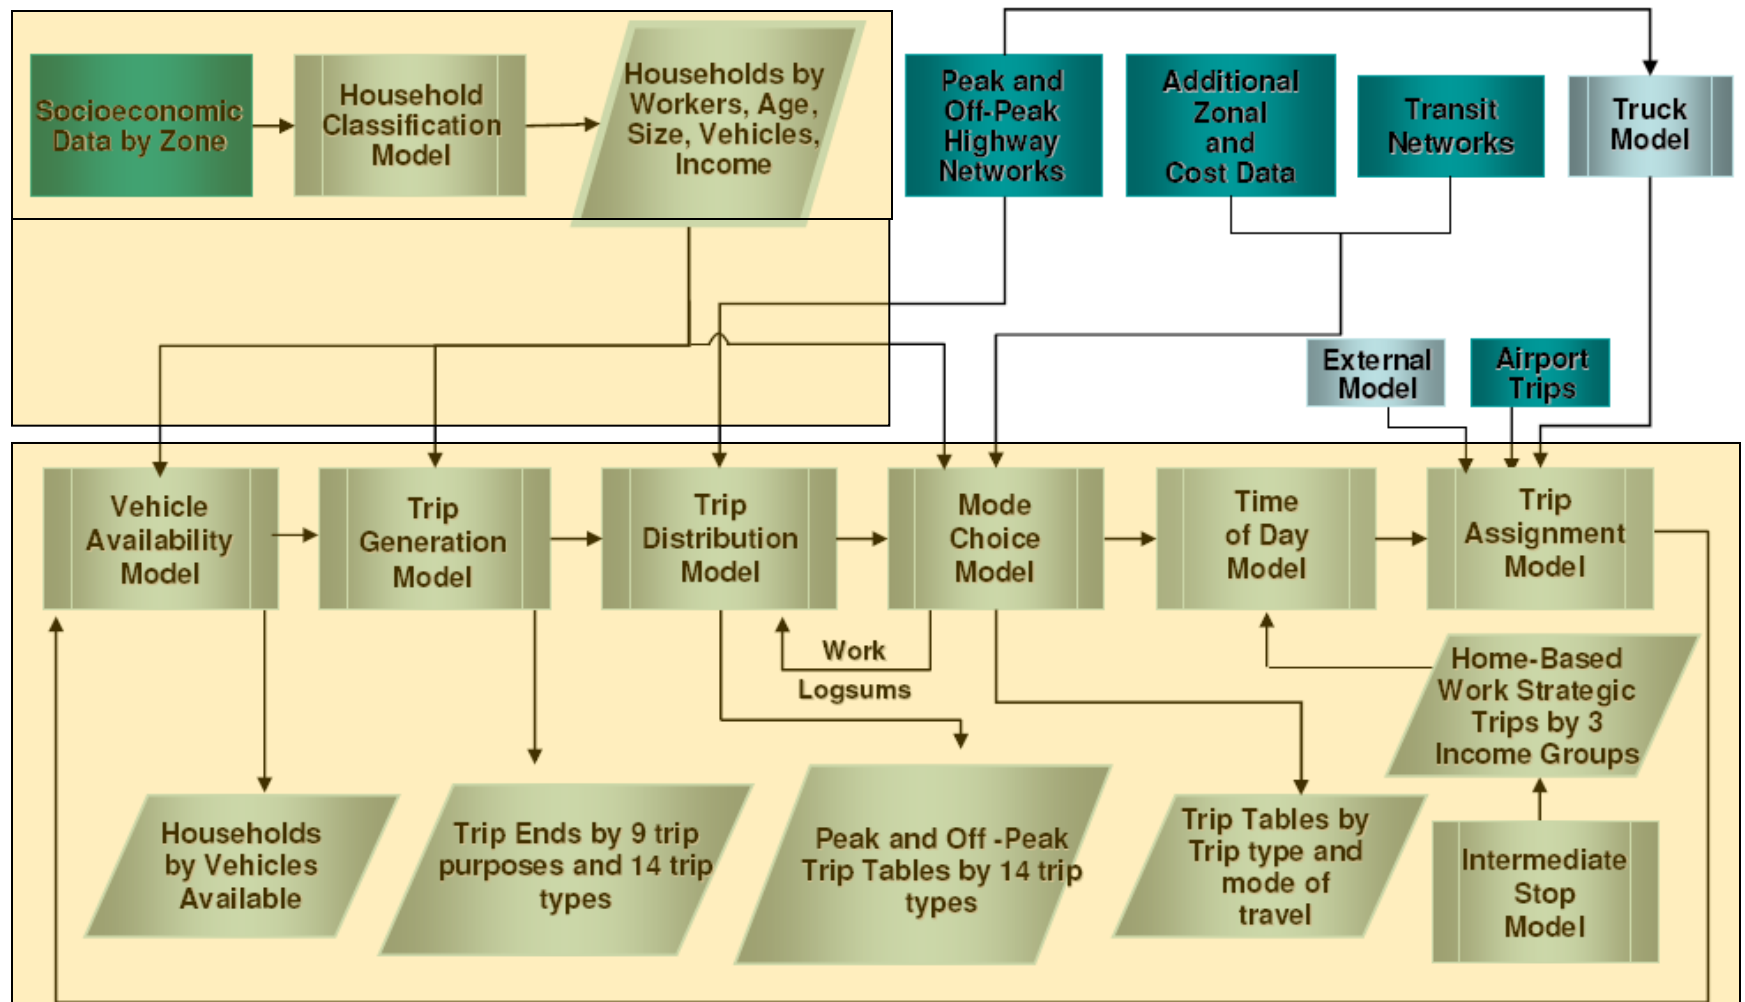 Socioeconomic
Data by Zone
Household
Classification
Model
Households by
Workers, Age,
Size, Vehicles,
Income
Peak and
Off-Peak
Highway
Networks
Additional
Zonal
and
Cost Data
Transit
Networks
Truck
Model
External
Model
Airport
Trips
Vehicle
Availability
Model
Trip
Generation
Model
Trip
Distribution
Model
Mode
Choice
Model
Time
of Day
Model
Trip
Assignment
Model
Work
Logsums
Home-Based
Work Strategic
Trips by 3
Income Groups
Households
by Vehicles
Available
Trip Ends by 9 trip
purposes and 14 trip
types
Peak and Off -Peak
Trip Tables by 14 trip
types
Trip Tables by
Trip type and
mode of
travel
Intermediate
Stop
Model